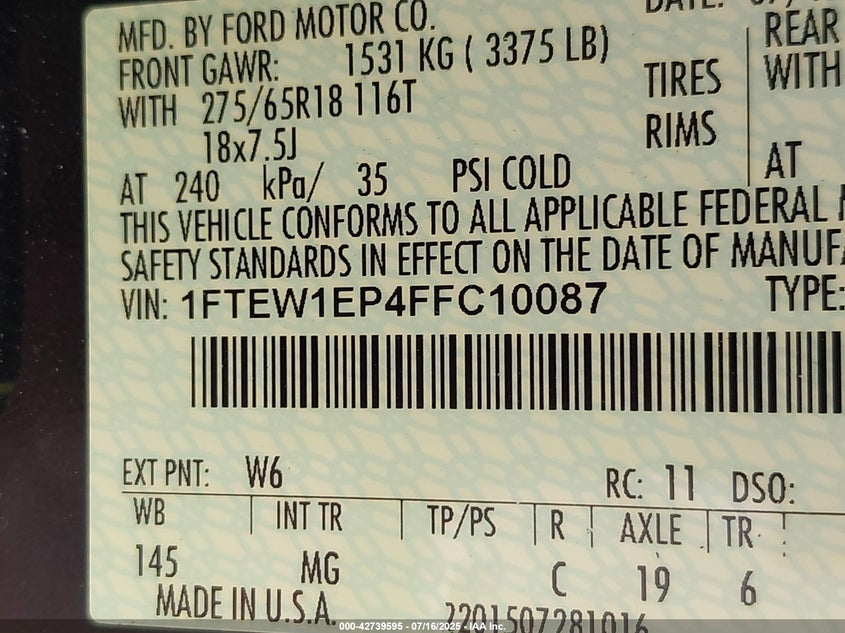 MFD. BY FORD MOTOR CO.
FRONT GAWR: 1531 KG ( 3375 LB)
WITH 275/65R18 116T TIRES
18x7.5J RIMS
AT 240 kPa/ 35 PSI COLD
REAR
WITH
AT
THIS VEHICLE CONFORMS TO ALL APPLICABLE FEDERAL
SAFETY STANDARDS IN EFFECT ON THE DATE OF
VIN: 1FTEW1EP4FFC10087 TYPE:
EXT PNT: W6 RC: 11 DSO:
WB INT TR TP/PS R AXLE TR
145 MG C 19 6
MADE IN U.S.A. 2201507281016
000-42739595 - 07/16/2025 - IAA Inc.